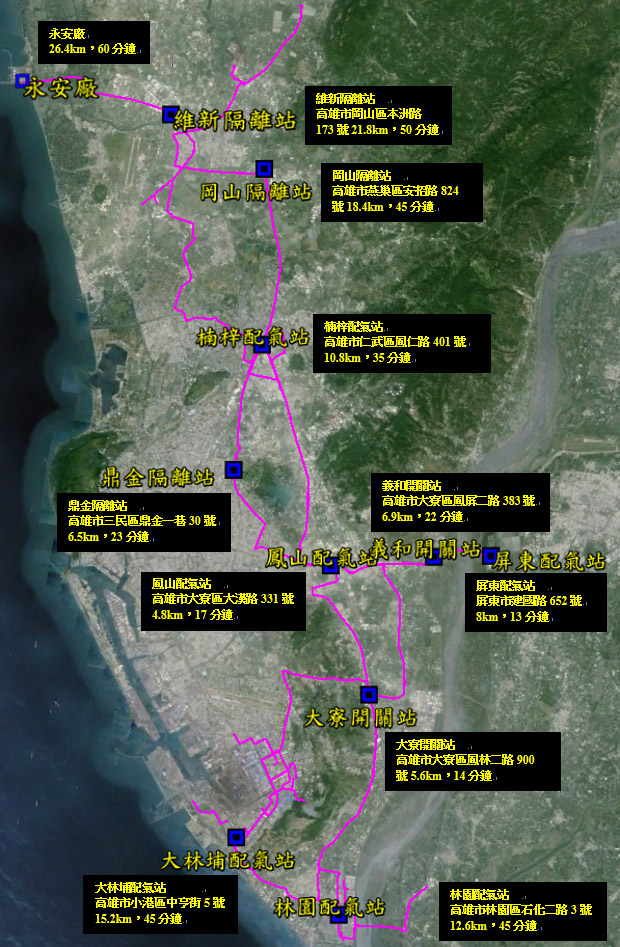 永安廠
26.4km，60 分鐘
永安廠
維新隔離站
維新隔離站
高雄市岡山區本洲路
173 號 21.8km，50 分鐘
岡山隔離站
岡山隔離站
高雄市燕巢區安招路 824
號 18.4km，45 分鐘
楠梓配氣站
楠梓配氣站
高雄市仁武區鳳仁路 401 號
10.8km，35 分鐘
鼎金隔離站
鼎金隔離站
高雄市三民區鼎金一巷 30 號
6.5km，23 分鐘
義和開關站
高雄市大寮區鳳屏二路 383 號
6.9km，22 分鐘
鳳山配氣站
義和開關站
屏東配氣站
鳳山配氣站
高雄市大寮區大漢路 331 號
4.8km，17 分鐘
屏東配氣站
屏東市建國路 652 號
8km，13 分鐘
大寮開關站
大寮開關站
高雄市大寮區鳳林二路 900
號 5.6km，14 分鐘
大林埔配氣站
大林埔配氣站
高雄市小港區中亨街 5 號
15.2km，45 分鐘
林園配氣站
林園配氣站
高雄市林園區石化二路 3 號
12.6km，45 分鐘